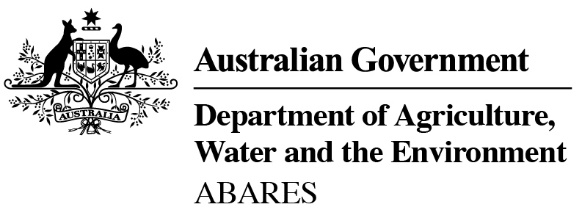 Australian Government
Department of Agriculture,
Water and the Environment
ABARES
AUSTRALIA